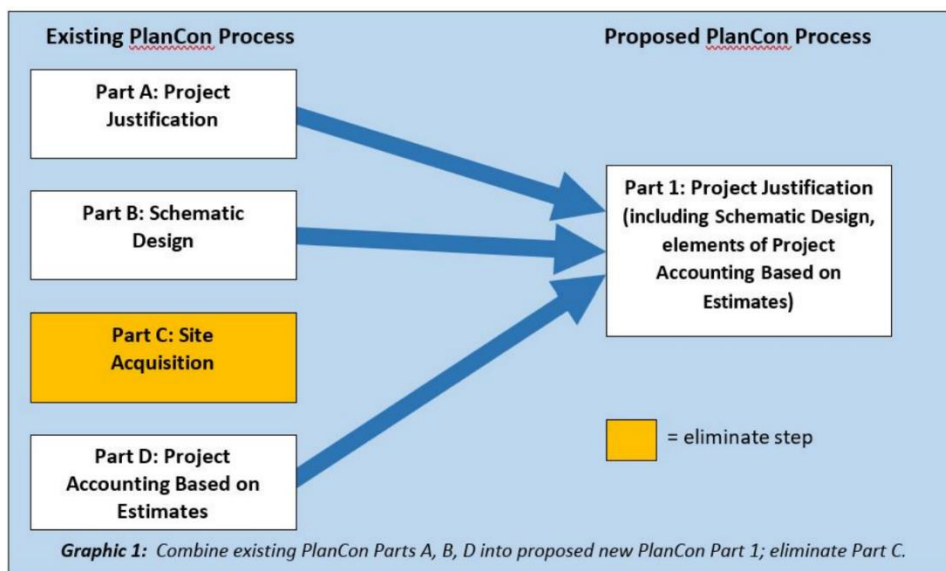 Existing PlanCon Process
Proposed PlanCon Process
Part A: Project
Justification
Part B: Schematic
Design
Part C: Site
Acquisition
Part D: Project
Accounting Based on
Estimates
Part 1: Project Justification
(including Schematic Design,
elements of Project
Accounting Based on
Estimates)
= eliminate step
Graphic 1: Combine existing PlanCon Parts A, B, D into proposed new PlanCon Part 1; eliminate Part C.